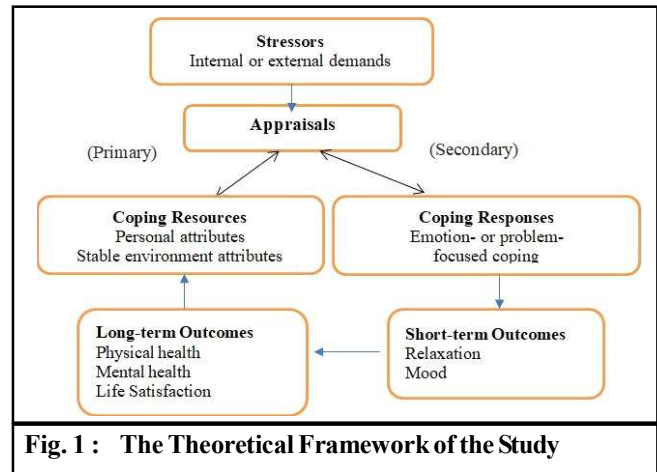 Stressors
Internal or external demands
Appraisals
(Primary)
(Secondary)
Coping Resources
Personal attributes
Stable environment attributes
Coping Responses
Emotion- or problem-
focused coping
Long-term Outcomes
Physical health
Mental health
Life Satisfaction
Short-term Outcomes
Relaxation
Mood
Fig. 1 : The Theoretical Framework of the Study